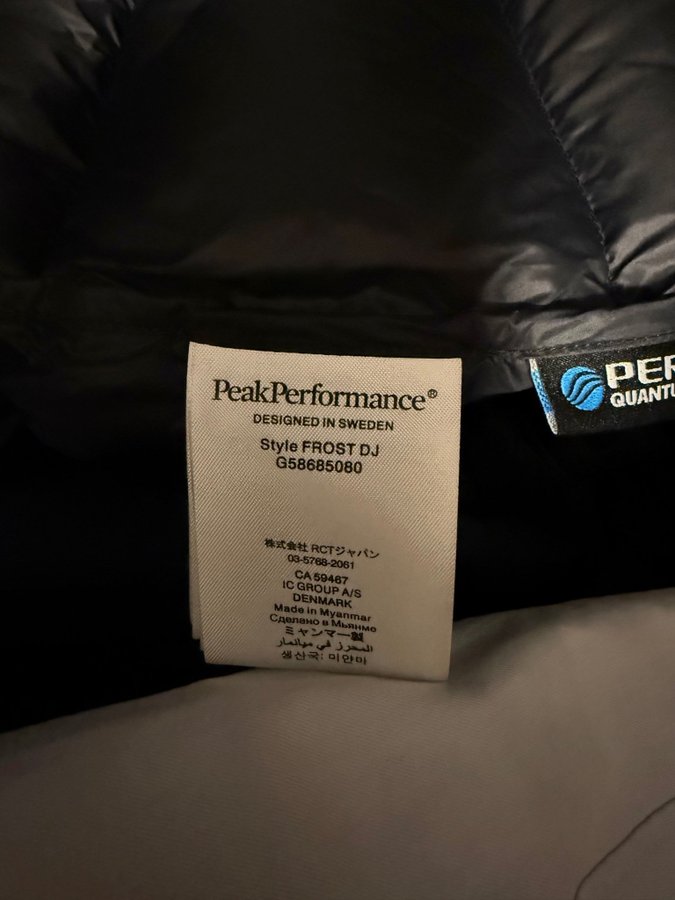 PeakPerformance®
DESIGNED IN SWEDEN
Style FROST DJ
G58685080
株式会社 RCTジャパン
03-5768-2061
CA 59467
IC GROUP A/S
DENMARK
Made in Myanmar
Сделано в Мьянме
ミャンマー製
المحرز في ميانمار
생산국: 미얀마
PER
QUANTU